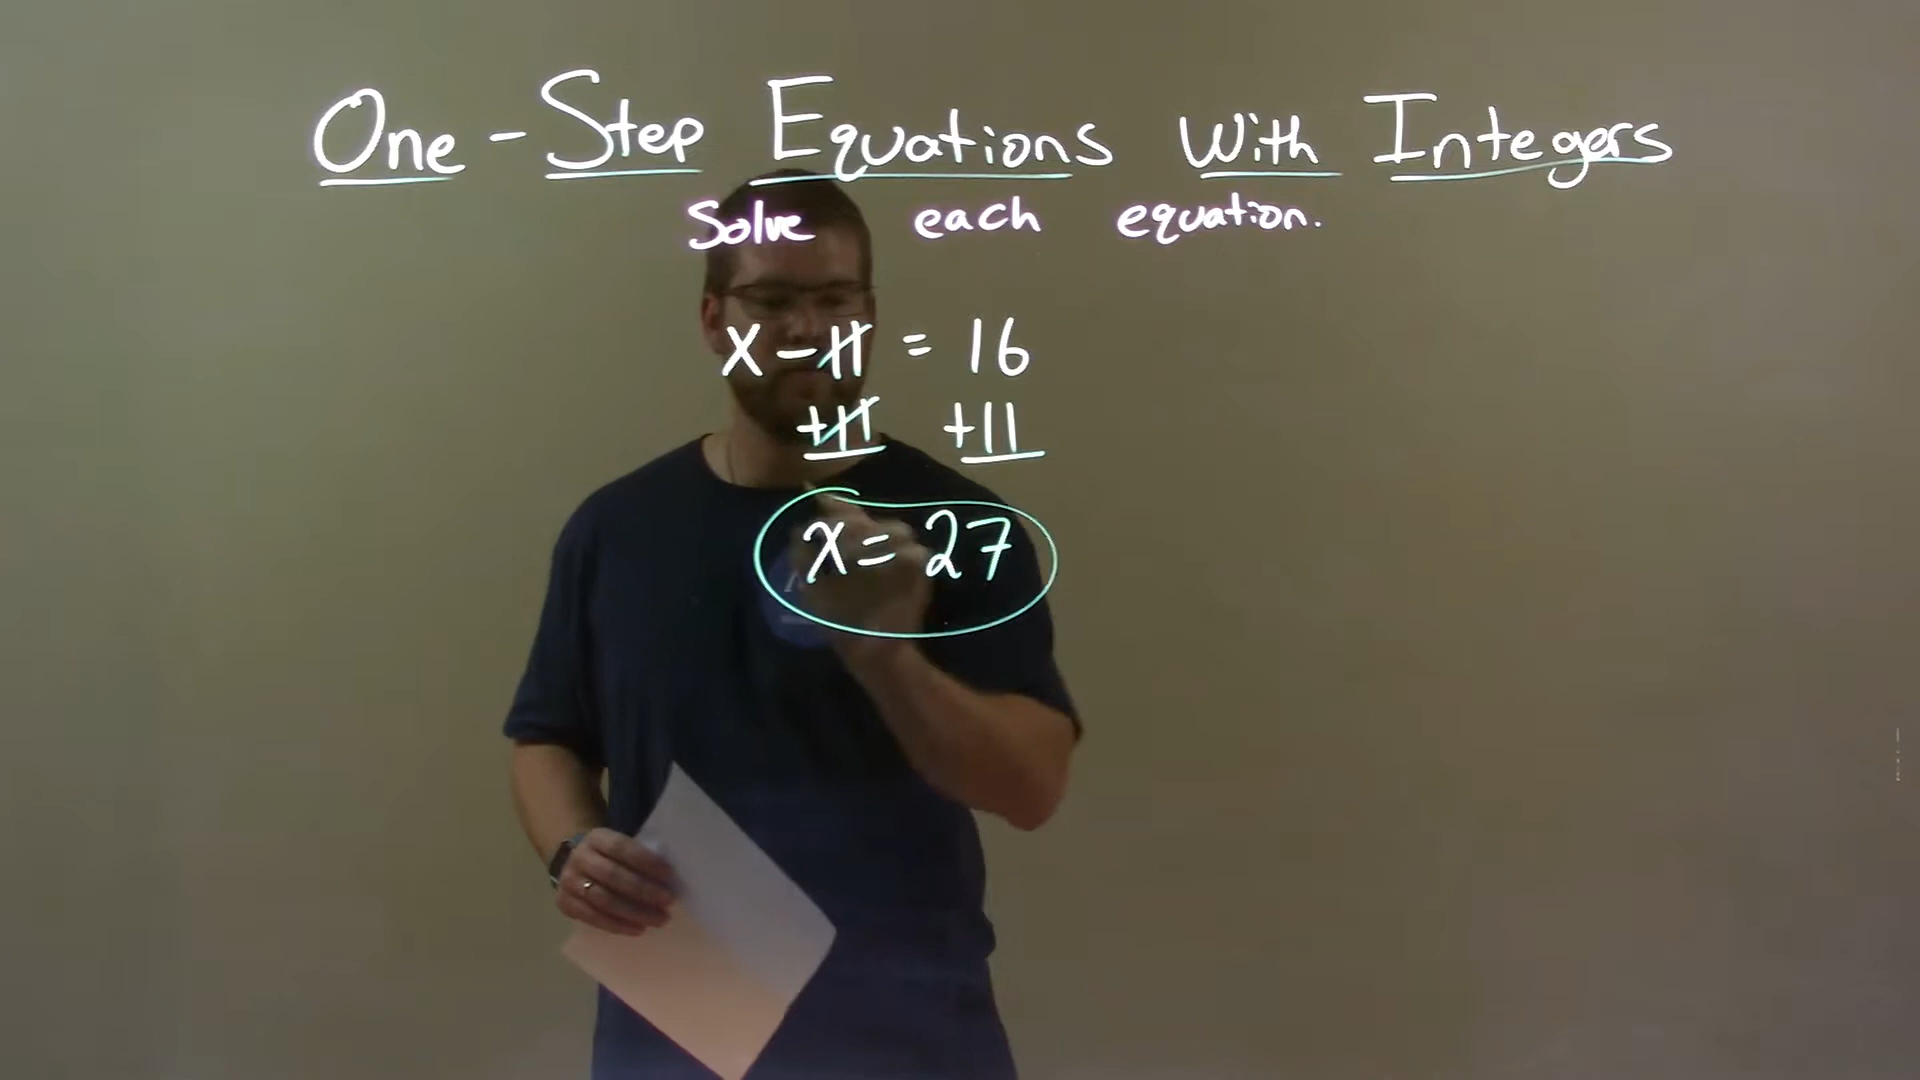 One-Step Equations With Integers
Solve each equation.
x - 11 = 16
+11 +11
x = 27